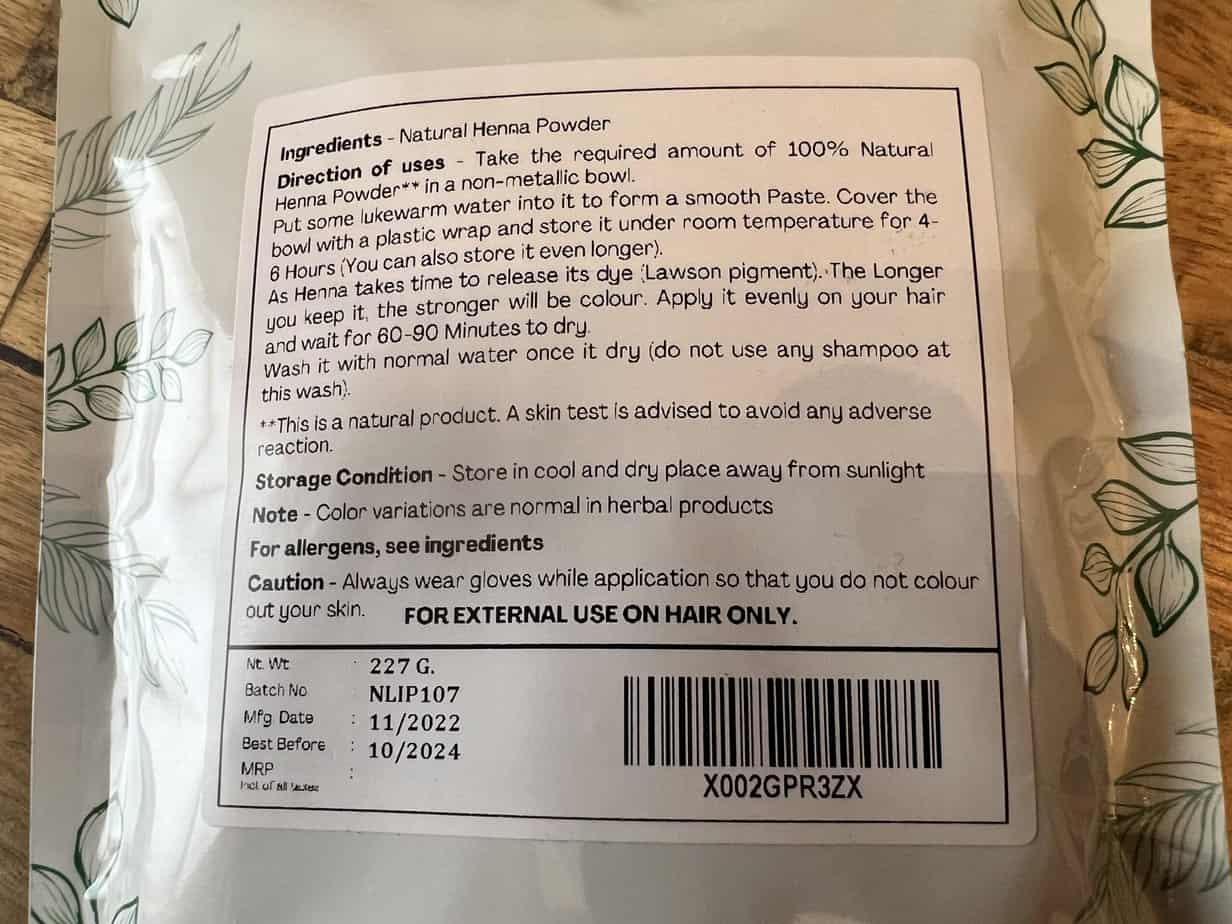 Ingredients - Natural Henna Powder
Direction of uses - Take the required amount of 100% Natural
Henna Powder** in a non-metallic bowl.
Put some lukewarm water into it to form a smooth Paste. Cover the
bowl with a plastic wrap and store it under room temperature for 4-
6 Hours (You can also store it even longer).
As Henna takes time to release its dye (Lawson pigment). The Longer
you keep it, the stronger will be colour. Apply it evenly on your hair
and wait for 60-90 Minutes to dry.
Wash it with normal water once it dry (do not use any shampoo at
this wash).
**This is a natural product. A skin test is advised to avoid any adverse
reaction.
Storage Condition - Store in cool and dry place away from sunlight
Note - Color variations are normal in herbal products
For allergens, see ingredients
Caution - Always wear gloves while application so that you do not colour
out your skin. FOR EXTERNAL USE ON HAIR ONLY.
Nt. Wt : 227 G.
Batch No NLIP107
Mfg Date : 11/2022
Best Before : 10/2024
MRP :
Incl. of all taxes
X002GPR3ZX